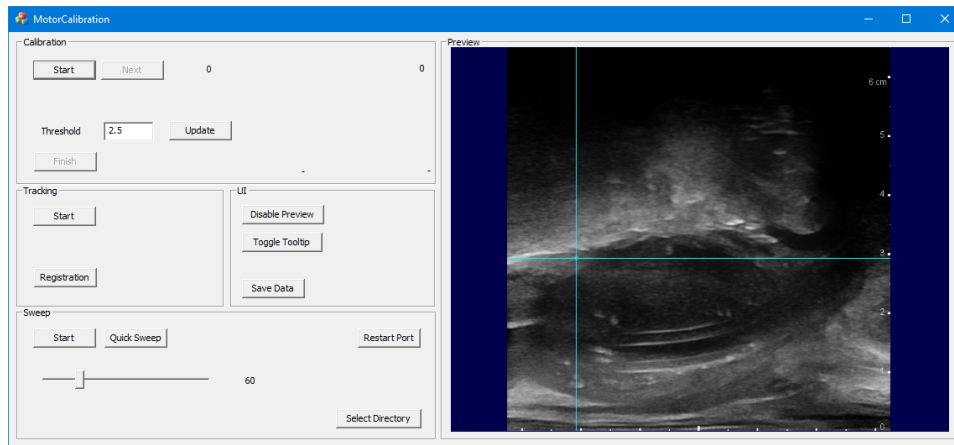 MotorCalibration
Calibration
Start Next 0 0
Threshold 2.5 Update
Finish
- -
Tracking
Start
Registration
UI
Disable Preview
Toggle Tooltip
Save Data
Sweep
Start Quick Sweep Restart Port
60
Select Directory
Preview
6 cm
5
4
3
2
1
0